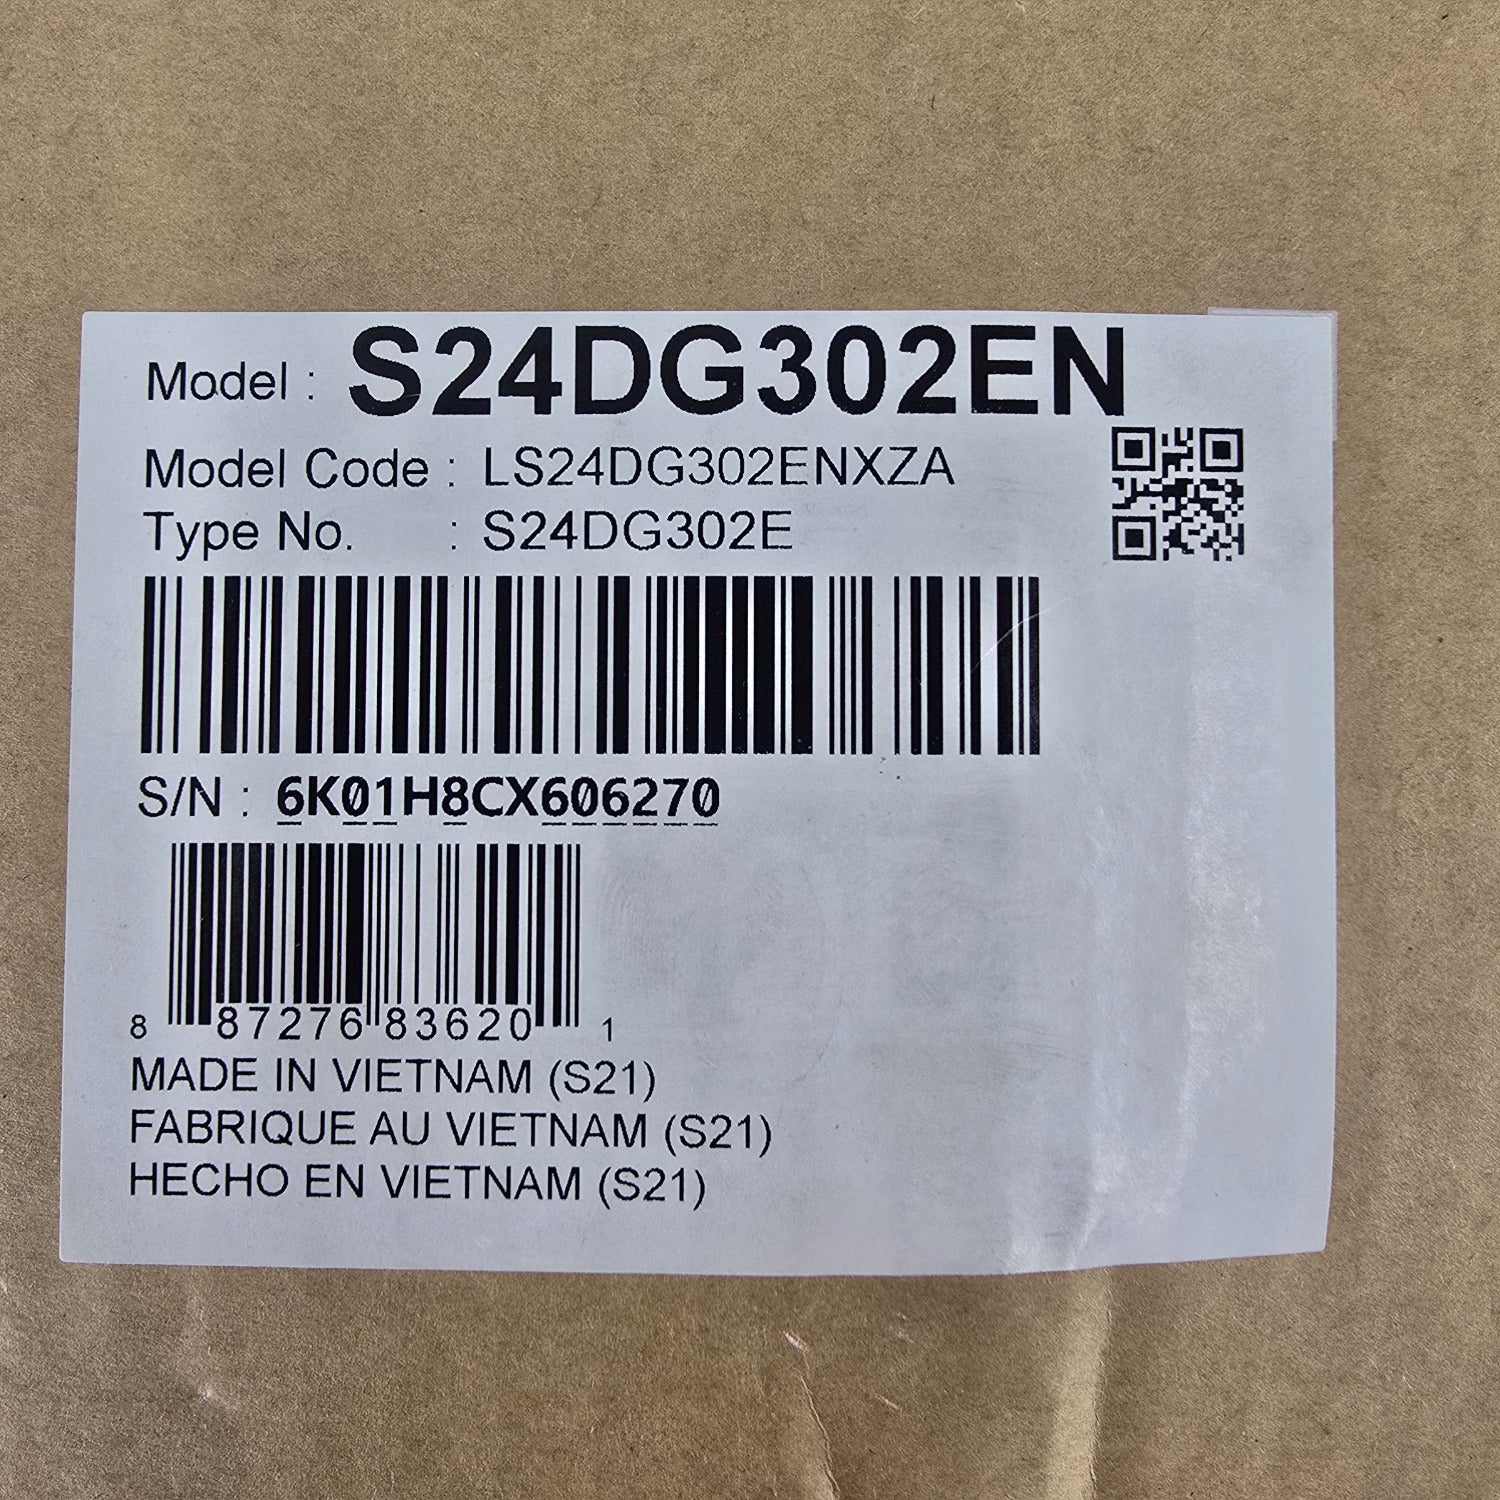 Model : S24DG302EN
Model Code : LS24DG302ENXZA
Type No. : S24DG302E
S/N : 6K01H8CX606270
8 87276 83620 1
MADE IN VIETNAM (S21)
FABRIQUE AU VIETNAM (S21)
HECHO EN VIETNAM (S21)